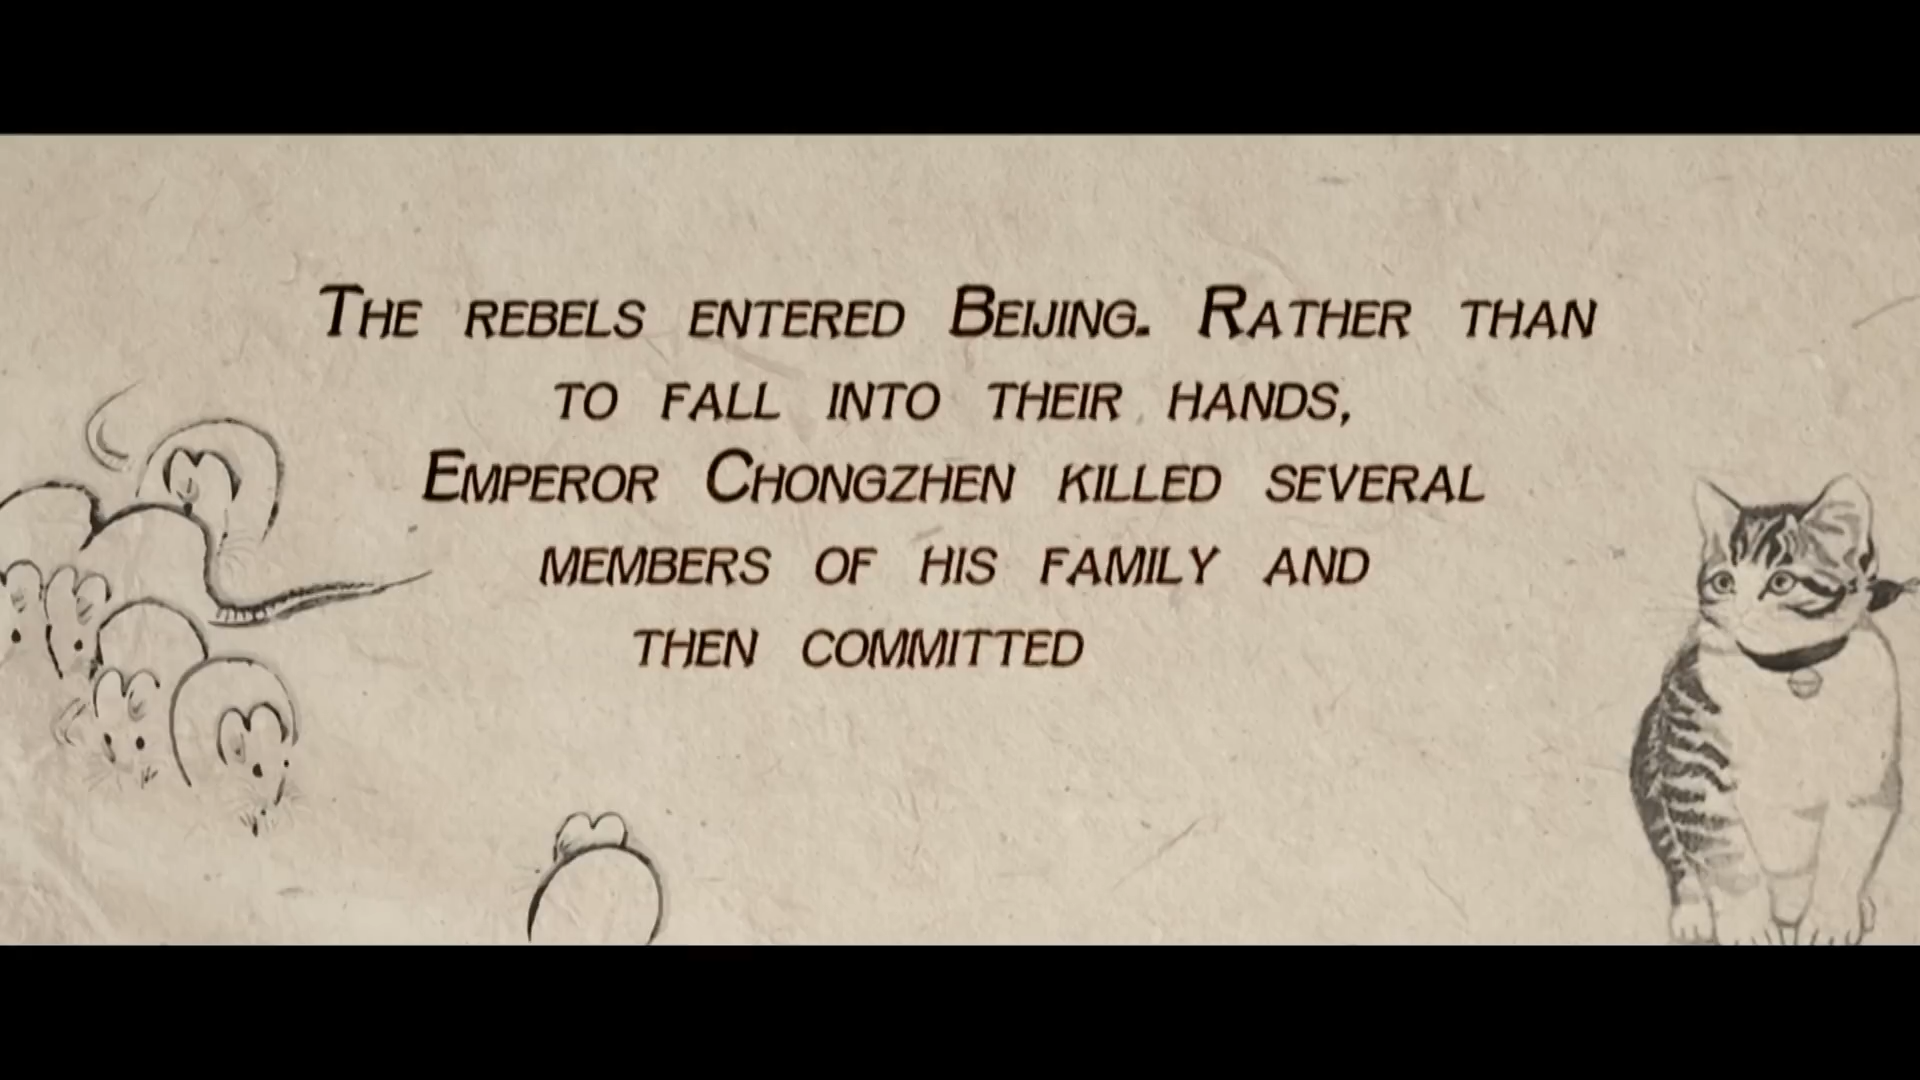 The rebels entered Beijing. Rather than
to fall into their hands,
Emperor Chongzhen killed several
members of his family and
then committed